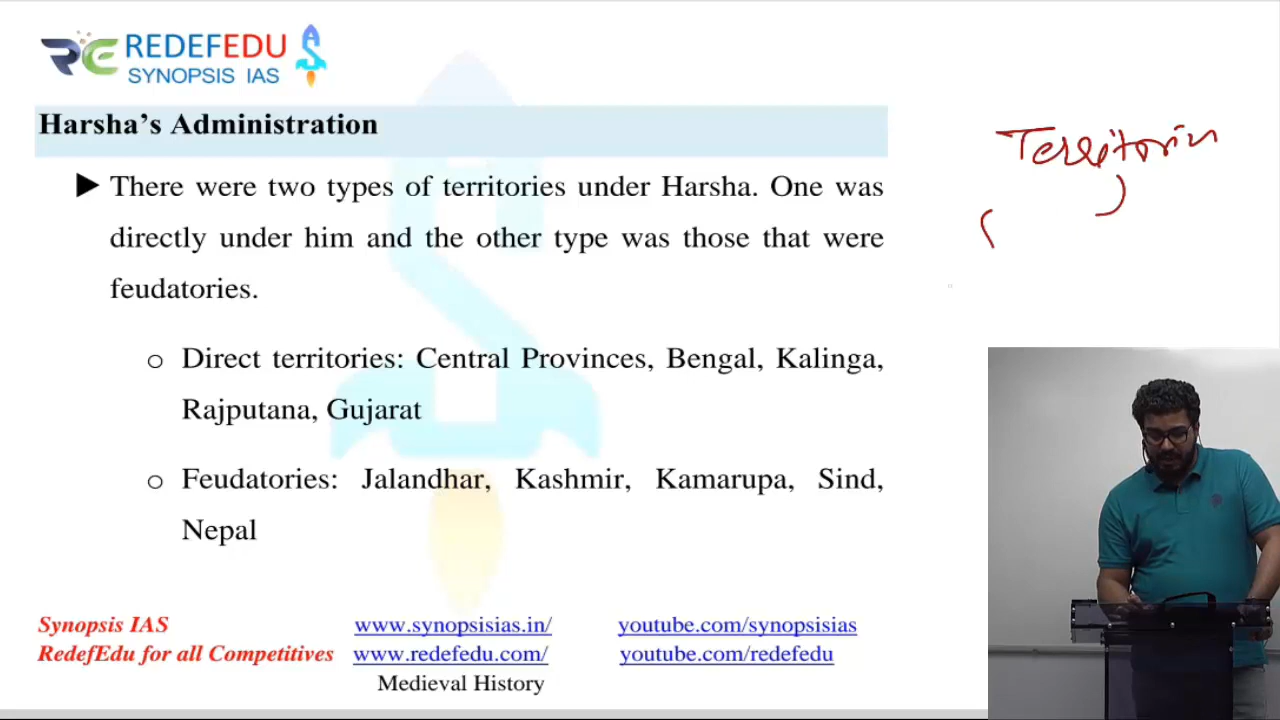 REDEFEDU
SYNOPSIS IAS
Harsha's Administration
There were two types of territories under Harsha. One was
directly under him and the other type was those that were
feudatories.
o Direct territories: Central Provinces, Bengal, Kalinga,
Rajputana, Gujarat
o Feudatories: Jalandhar, Kashmir, Kamarupa, Sind,
Nepal
Territories
Synopsis IAS www.synopsisias.in/ youtube.com/synopsisias
RedefEdu for all Competitives www.redefedu.com/ youtube.com/redefedu
Medieval History